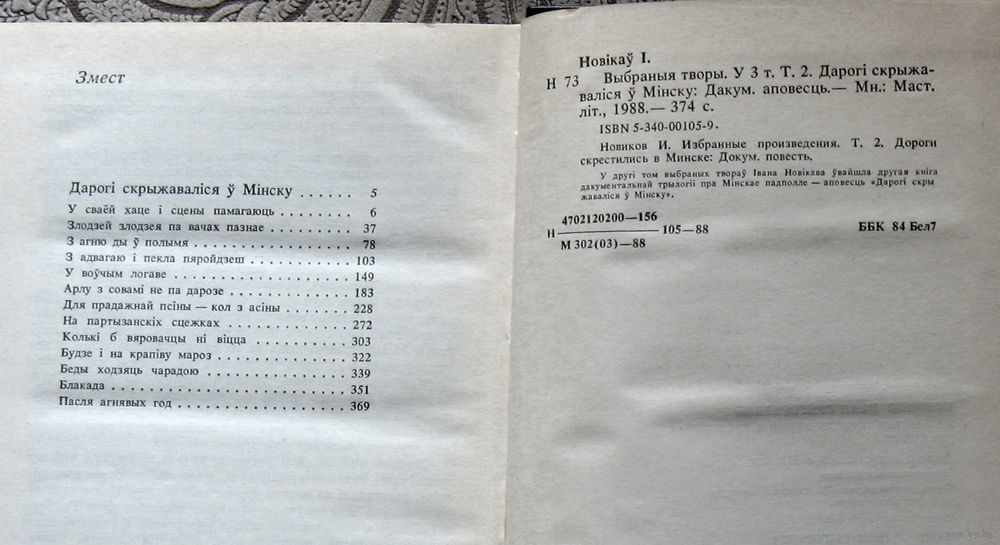 Змест
Дарогі скрыжаваліся ў Мінску ...... 5
У сваёй хаце і сцены памагаюць .......... 6
Злодзей злодзея па вачах пазнае .......... 37
З агню ды ў полымя ................ 78
З адвагаю і пекла пяройдзеш ........... 103
У воўчым логаве .................. 149
Арлу з совамі не па дарозе ............. 183
Для прадажнай псіны — кол з асіны ....... 228
На партызанскіх сцежках ............. 272
Колькі б вяровачцы ні віцца ........... 303
Будзе і на крапіву мароз .............. 322
Беды ходзяць чарадою ............... 339
Блакада ......................... 351
Пасля агнявых год ................. 369
Новікаў І.
Н 73 Выбраныя творы. У 3 т. Т. 2. Дарогі скрыжа-
валіся ў Мінску: Дакум. аповесць.— Мн.: Маст.
літ., 1988.— 374 с.
ISBN 5-340-00105-9.
Новиков И. Избранные произведения. Т. 2. Дороги
скрестились в Минске: Докум. повесть.
У другі том выбраных твораў Івана Новікава ўвайшла другая кніга
дакументальнай трылогіі пра Мінскае падполле — аповесць «Дарогі скры
жаваліся ў Мінску».
4702120200—156
Н 105—88
М 302(03)—88
ББК 84 Бел7
www.ay.by